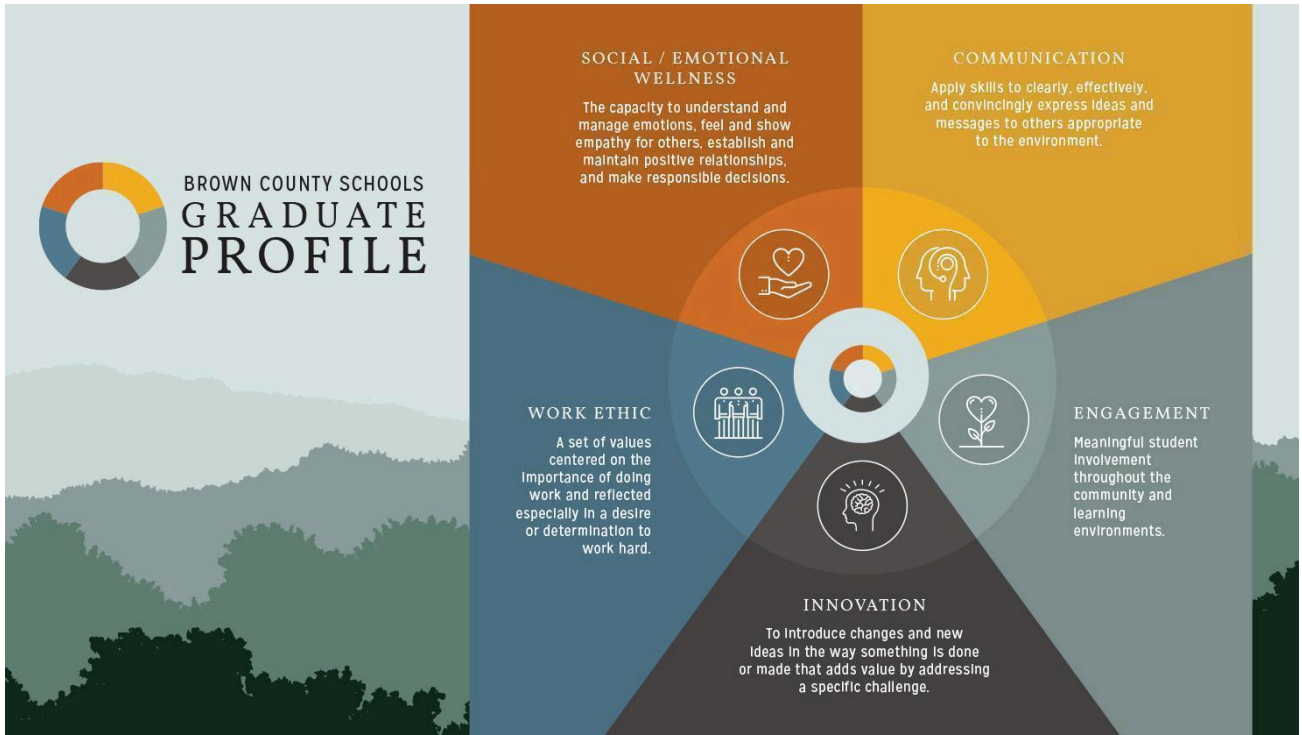 BROWN COUNTY SCHOOLS
GRADUATE
PROFILE
SOCIAL / EMOTIONAL
WELLNESS
The capacity to understand and
manage emotions, feel and show
empathy for others, establish and
maintain positive relationships,
and make responsible decisions.
COMMUNICATION
Apply skills to clearly, effectively,
and convincingly express ideas and
messages to others appropriate
to the environment.
WORK ETHIC
A set of values
centered on the
importance of doing
work and reflected
especially in a desire
or determination to
work hard.
ENGAGEMENT
Meaningful student
involvement
throughout the
community and
learning
environments.
INNOVATION
To introduce changes and new
ideas in the way something is done
or made that adds value by addressing
a specific challenge.